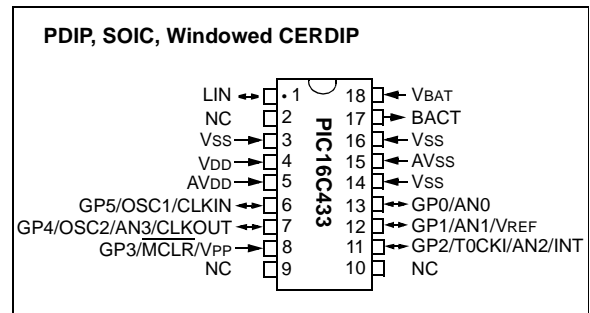 PDIP, SOIC, Windowed CERDIP
LIN 1 18 VBAT
NC 2 17 BACT
VSS 3 16 VSS
VDD 4 15 AVSS
AVDD 5 14 VSS
GP5/OSC1/CLKIN 6 13 GP0/AN0
GP4/OSC2/AN3/CLKOUT 7 12 GP1/AN1/VREF
GP3/MCLR/VPP 8 11 GP2/T0CKI/AN2/INT
NC 9 10 NC
PIC16C433